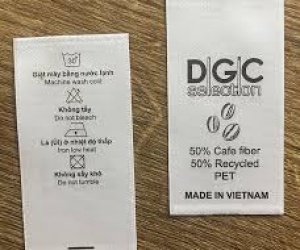 30°
Giặt máy bằng nước lạnh
Machine wash cold
Không tẩy
Do not bleach
Là (ủi) ở nhiệt độ thấp
Iron low heat
Không sấy khô
Do not tumble
DGC
selection
50% Cafe fiber
50% Recycled
PET
MADE IN VIETNAM